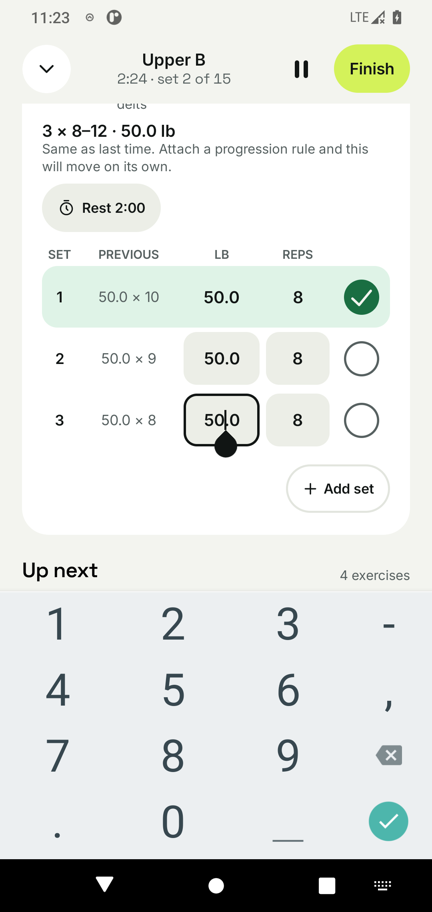 11:23
LTE
Upper B
2:24 · set 2 of 15
Finish
delts
3 × 8–12 · 50.0 lb
Same as last time. Attach a progression rule and this
will move on its own.
Rest 2:00
SET PREVIOUS LB REPS
1 50.0 × 10 50.0 8
2 50.0 × 9 50.0 8
3 50.0 × 8 50.0 8
+ Add set
Up next
4 exercises
1 2 3 -
4 5 6 ,
7 8 9
. 0 _